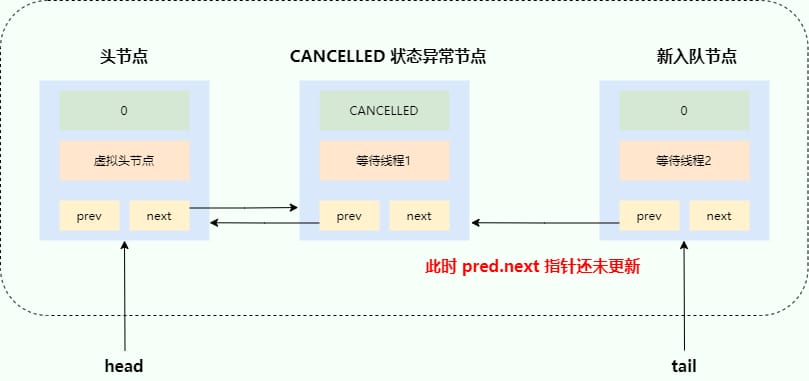 头节点
CANCELLED 状态异常节点
新入队节点
0
CANCELLED
0
虚拟头节点
等待线程1
等待线程2
prev
next
prev
next
prev
next
此时 pred.next 指针还未更新
head
tail